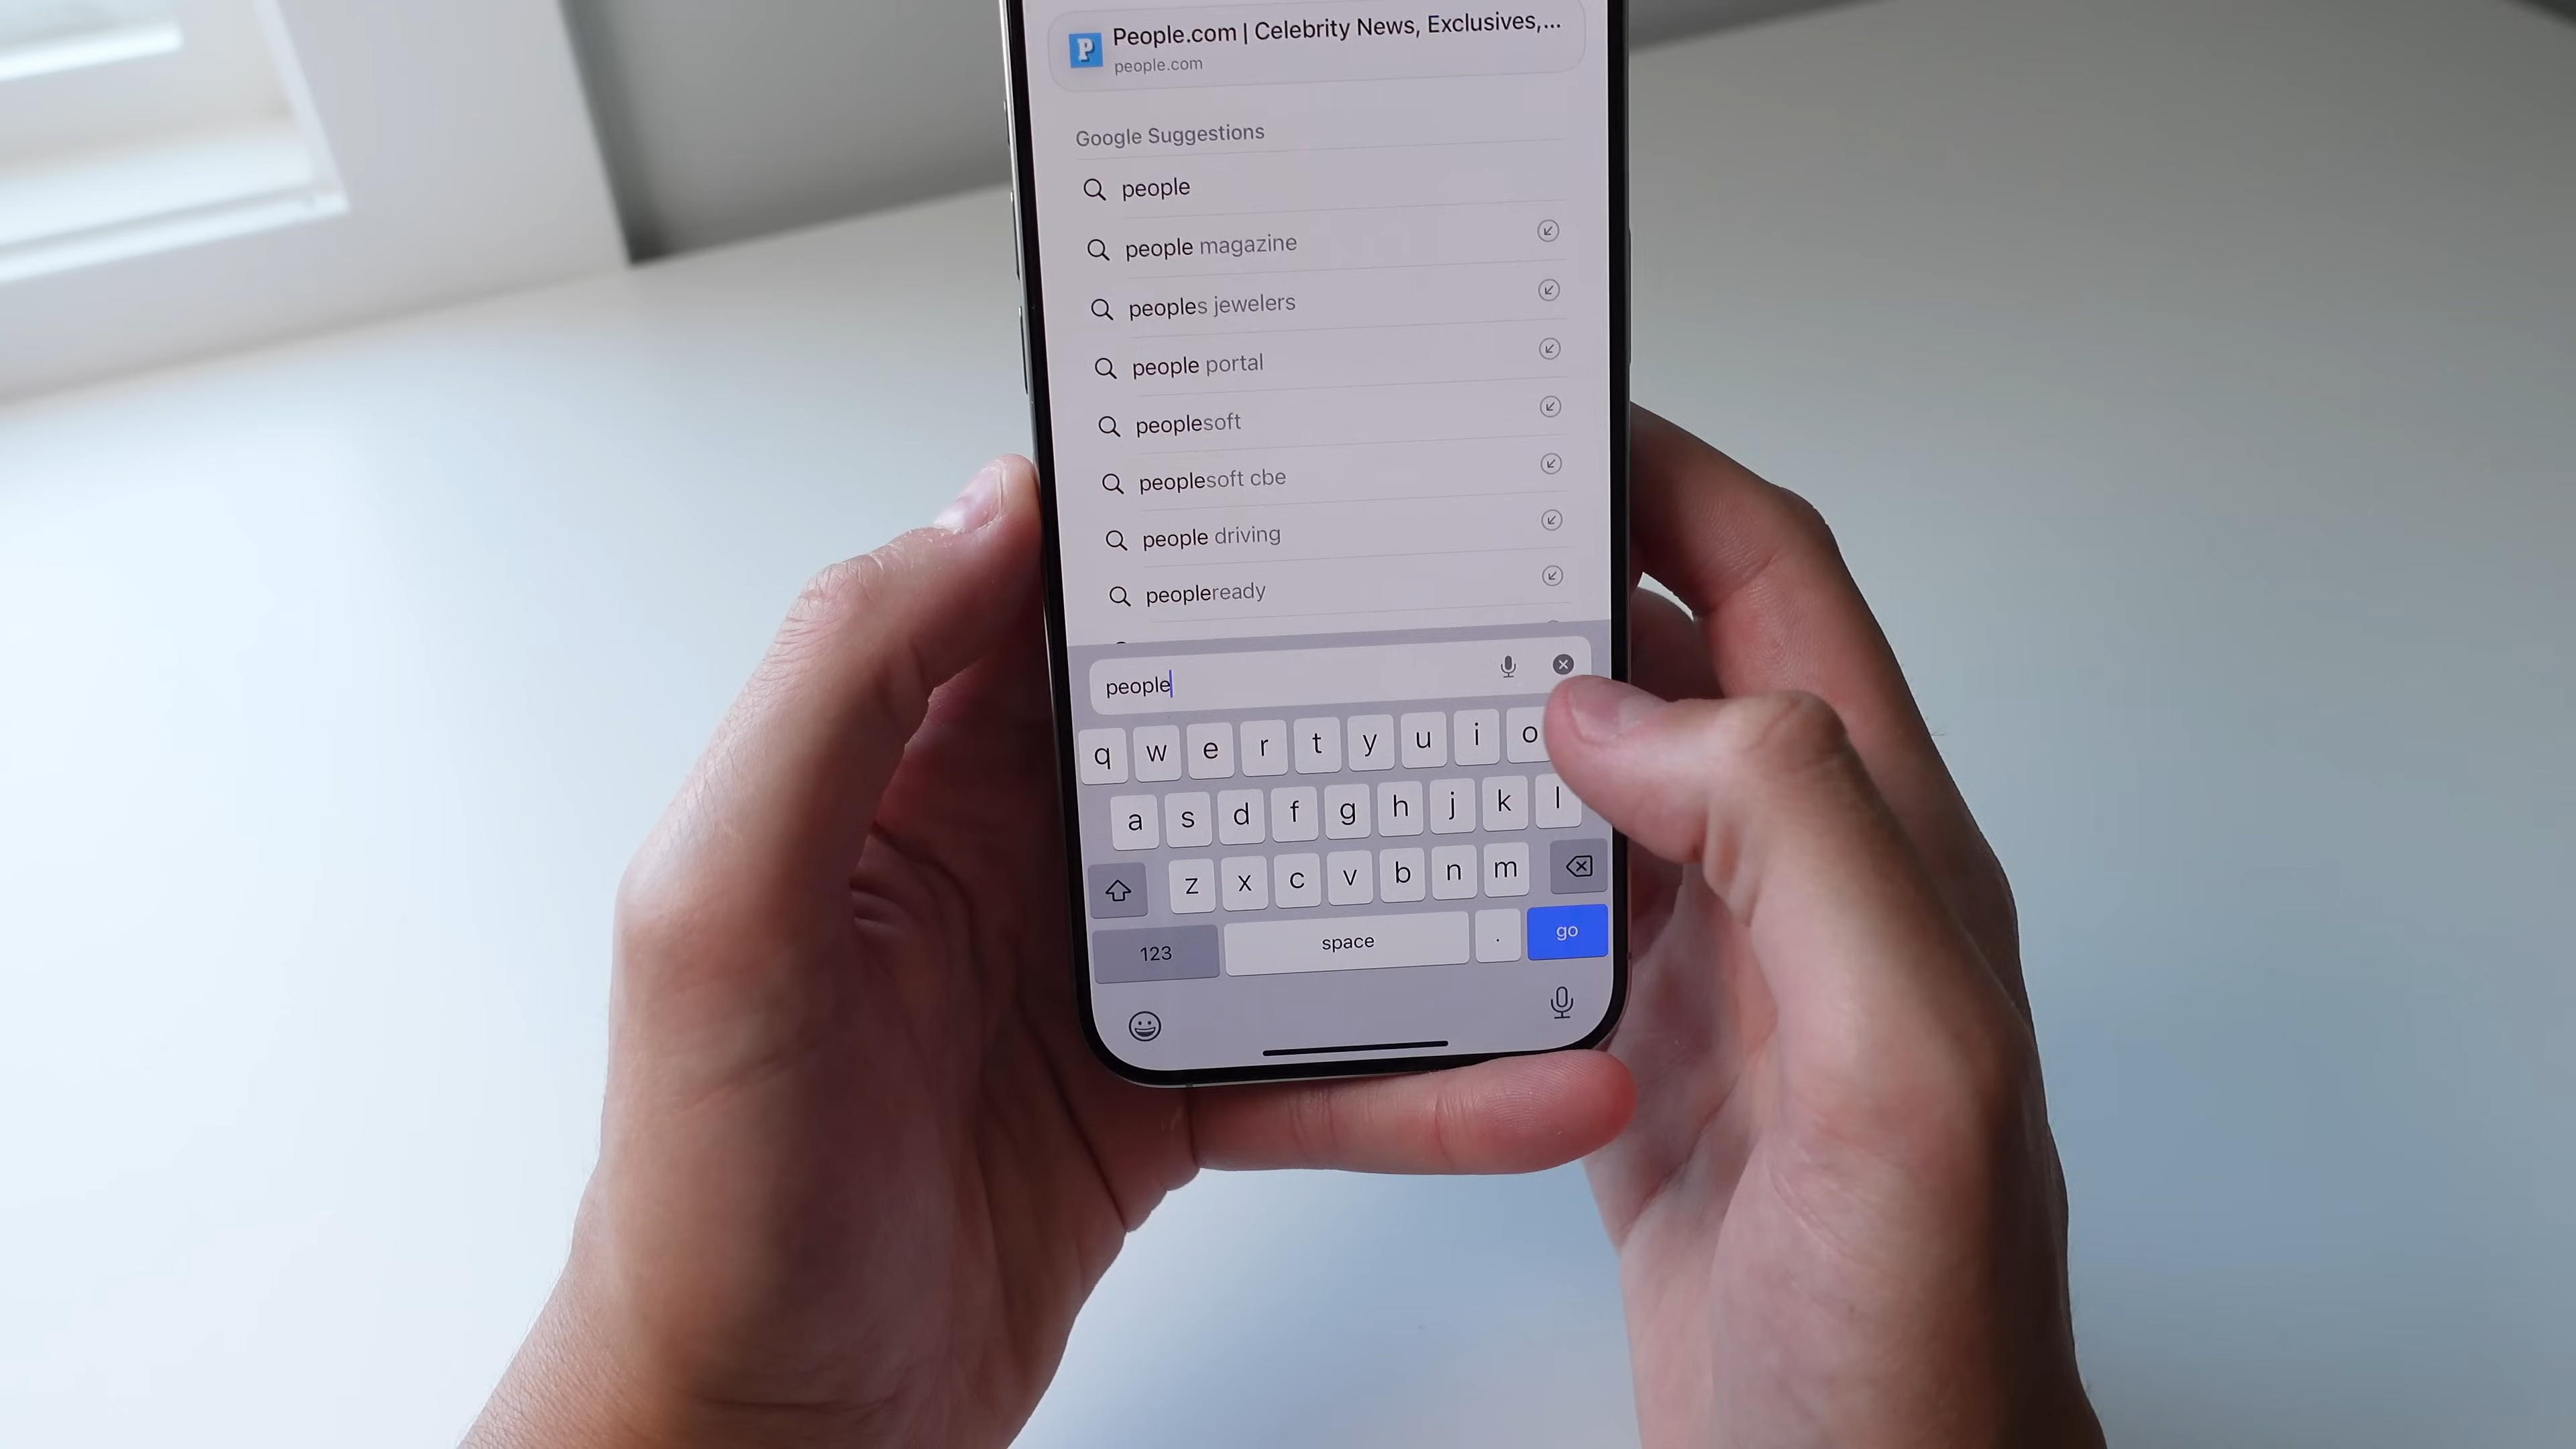 People.com | Celebrity News, Exclusives,...
people.com
Google Suggestions
people
people magazine
peoples jewelers
people portal
peoplesoft
peoplesoft cbe
people driving
peopleready
people
q w e r t y u i o
a s d f g h j k l
z x c v b n m
123 space . go